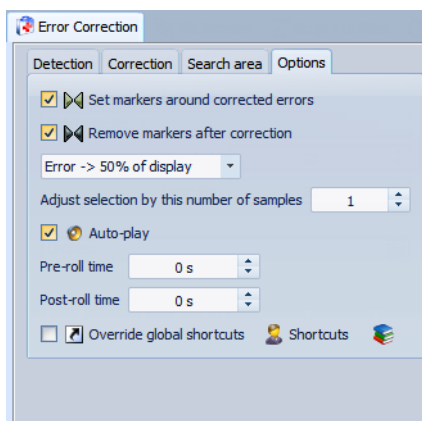 Error Correction
Detection Correction Search area Options
Set markers around corrected errors
Remove markers after correction
Error -> 50% of display
Adjust selection by this number of samples 1
Auto-play
Pre-roll time 0 s
Post-roll time 0 s
Override global shortcuts Shortcuts